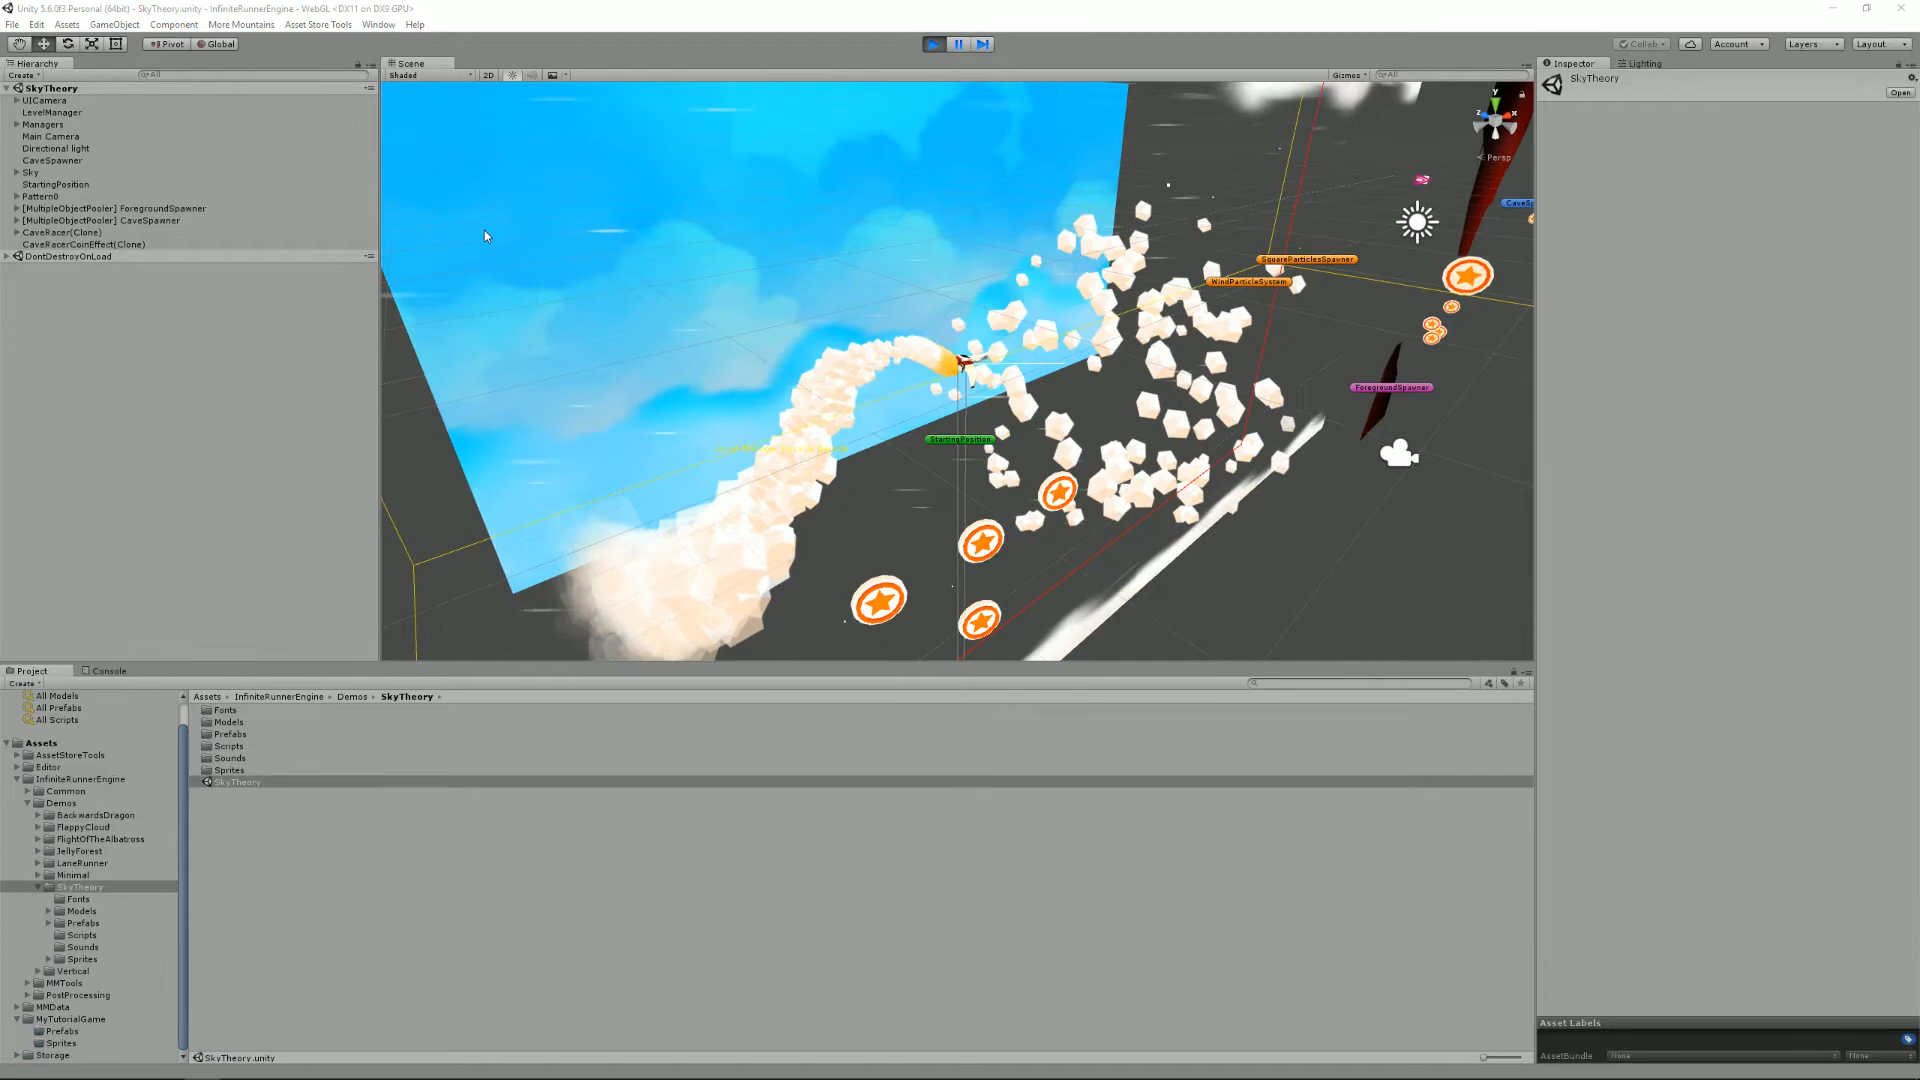 Unity 5.6.0f3 Personal (64bit) - SkyTheory.unity - InfiniteRunnerEngine - WebGL <DX11 on DX9 GPU>
File Edit Assets GameObject Component More Mountains Asset Store Tools Window Help
Pivot Global
Collab Account Layers Layout
Hierarchy
Create All
SkyTheory
UICamera
LevelManager
Managers
Main Camera
Directional light
CaveSpawner
Sky
StartingPosition
Pattern0
[MultipleObjectPooler] ForegroundSpawner
[MultipleObjectPooler] CaveSpawner
CaveRacer(Clone)
CaveRacerCoinEffect(Clone)
DontDestroyOnLoad
Scene
Shaded 2D Gizmos All
y
z x
Persp
CaveSp
SquareParticlesSpawner
WindParticleSystem
ForegroundSpawner
StartingPosition
Inspector Lighting
SkyTheory
Open
Project Console
Create
All Models
All Prefabs
All Scripts
Assets
AssetStoreTools
Editor
InfiniteRunnerEngine
Common
Demos
BackwardsDragon
FlappyCloud
FlightOfTheAlbatross
JellyForest
LaneRunner
Minimal
SkyTheory
Fonts
Models
Prefabs
Scripts
Sounds
Sprites
Vertical
MMTools
PostProcessing
MMData
MyTutorialGame
Prefabs
Sprites
Storage
Assets InfiniteRunnerEngine Demos SkyTheory
Fonts
Models
Prefabs
Scripts
Sounds
Sprites
SkyTheory
SkyTheory.unity
Asset Labels
AssetBundle None None